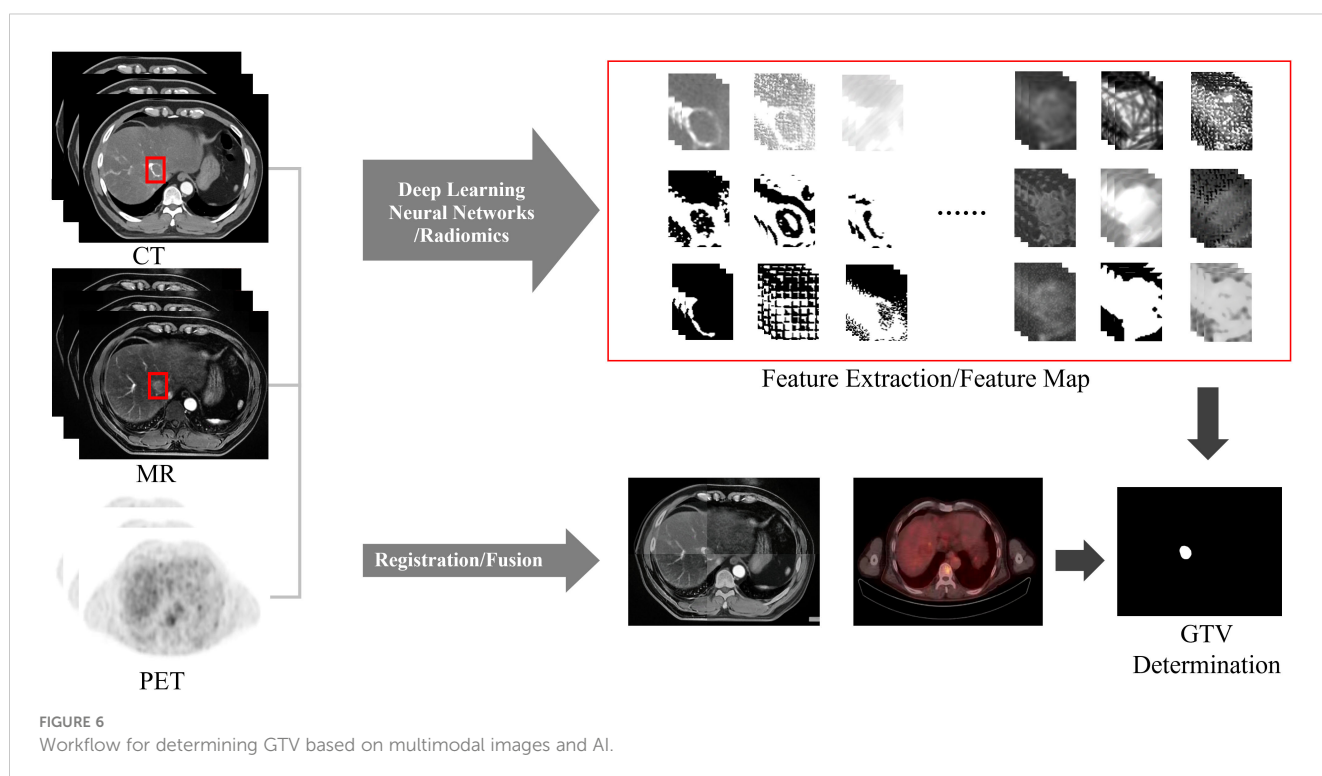 CT
MR
PET
Deep Learning
Neural Networks
/Radiomics
......
Feature Extraction/Feature Map
Registration/Fusion
GTV
Determination
FIGURE 6
Workflow for determining GTV based on multimodal images and AI.